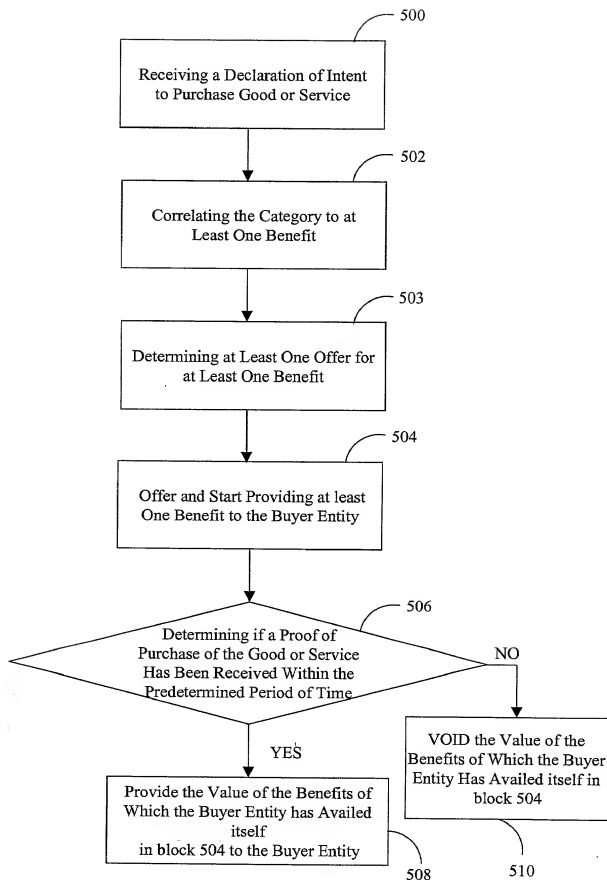 500
Receiving a Declaration of Intent
to Purchase Good or Service
502
Correlating the Category to at
Least One Benefit
503
Determining at Least One Offer for
at Least One Benefit
504
Offer and Start Providing at least
One Benefit to the Buyer Entity
506
Determining if a Proof of
Purchase of the Good or Service
Has Been Received Within the
Predetermined Period of Time
NO
YES
VOID the Value of the
Benefits of Which the Buyer
Entity Has Availed itself in
block 504
510
Provide the Value of the Benefits of
Which the Buyer Entity has Availed
itself
in block 504 to the Buyer Entity
508